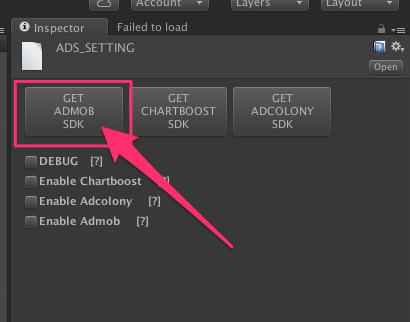 Account
Layers
Layout
Inspector
Failed to load
ADS_SETTING
Open
GET
ADMOB
SDK
GET
CHARTBOOST
SDK
GET
ADCOLONY
SDK
DEBUG [?]
Enable Chartboost [?]
Enable Adcolony [?]
Enable Admob [?]